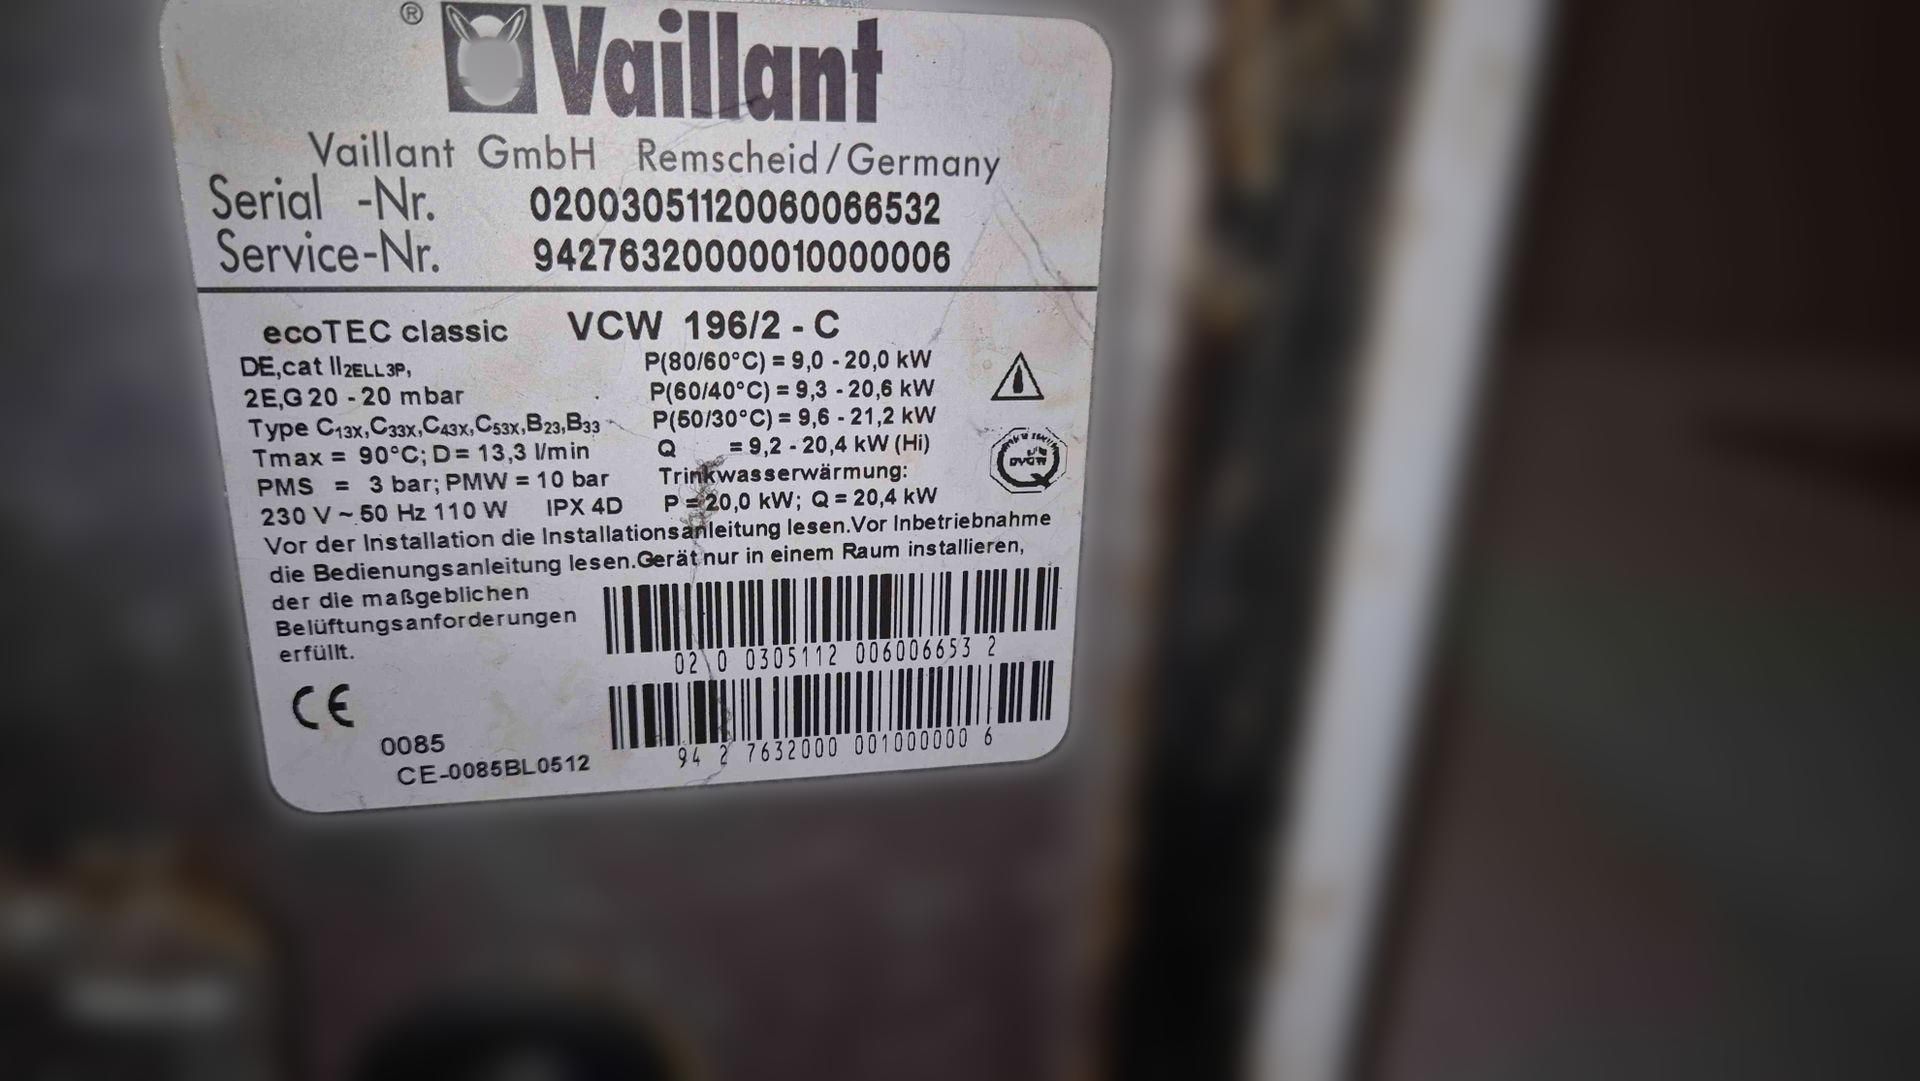 ® Vaillant
Vaillant GmbH Remscheid/Germany
Serial -Nr. 02003051120060066532
Service-Nr. 94276320000010000006
ecoTEC classic VCW 196/2 - C
DE,cat II2ELL3P,
2E,G20 - 20 mbar
Type C13X,C33X,C43X,C53X,B23,B33
Tmax = 90°C; D= 13,3 l/min
PMS = 3 bar; PMW = 10 bar
230 V ~ 50 Hz 110 W IPX 4D
P(80/60°C) = 9,0 - 20,0 kW
P(60/40°C) = 9,3 - 20,6 kW
P(50/30°C) = 9,6 - 21,2 kW
Q = 9,2 - 20,4 kW (Hi)
Trinkwasserwärmung:
P = 20,0 kW; Q = 20,4 kW
DVGW
Vor der Installation die Installationsanleitung lesen.Vor Inbetriebnahme
die Bedienungsanleitung lesen.Gerät nur in einem Raum installieren,
der die maßgeblichen
Belüftungsanforderungen
erfüllt.
02 0 0305112 006006653 2
94 2 7632000 001000000 6
CE
0085
CE-0085BL0512